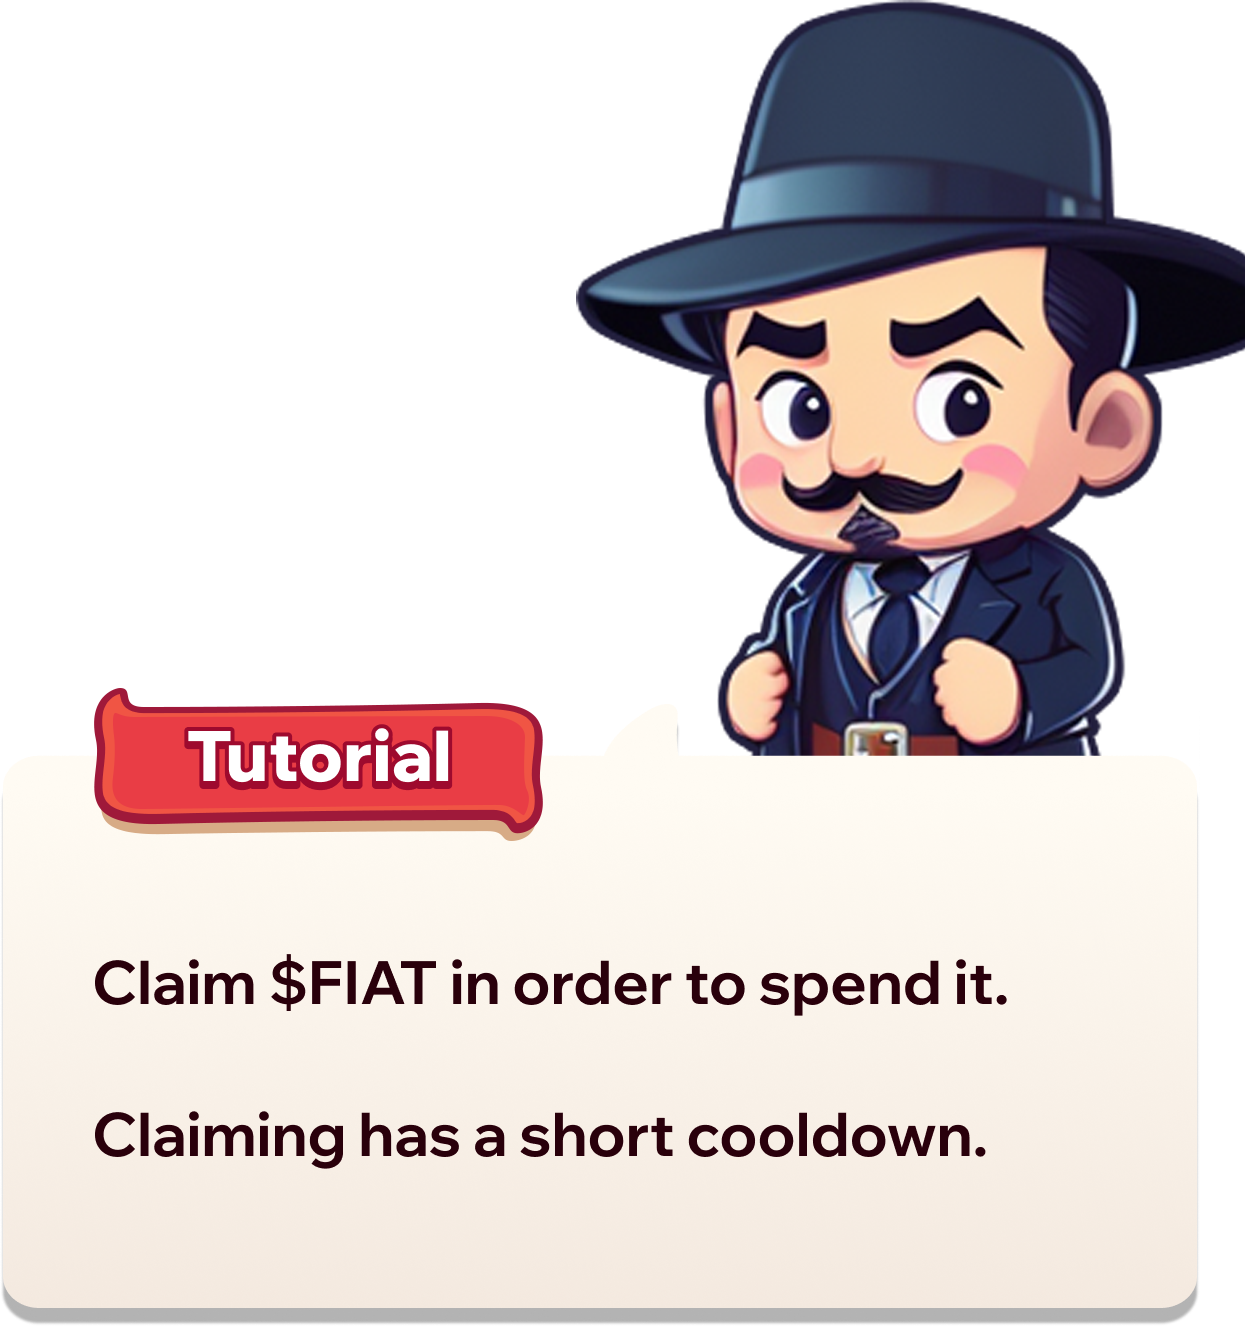 Tutorial
Claim $FIAT in order to spend it.
Claiming has a short cooldown.